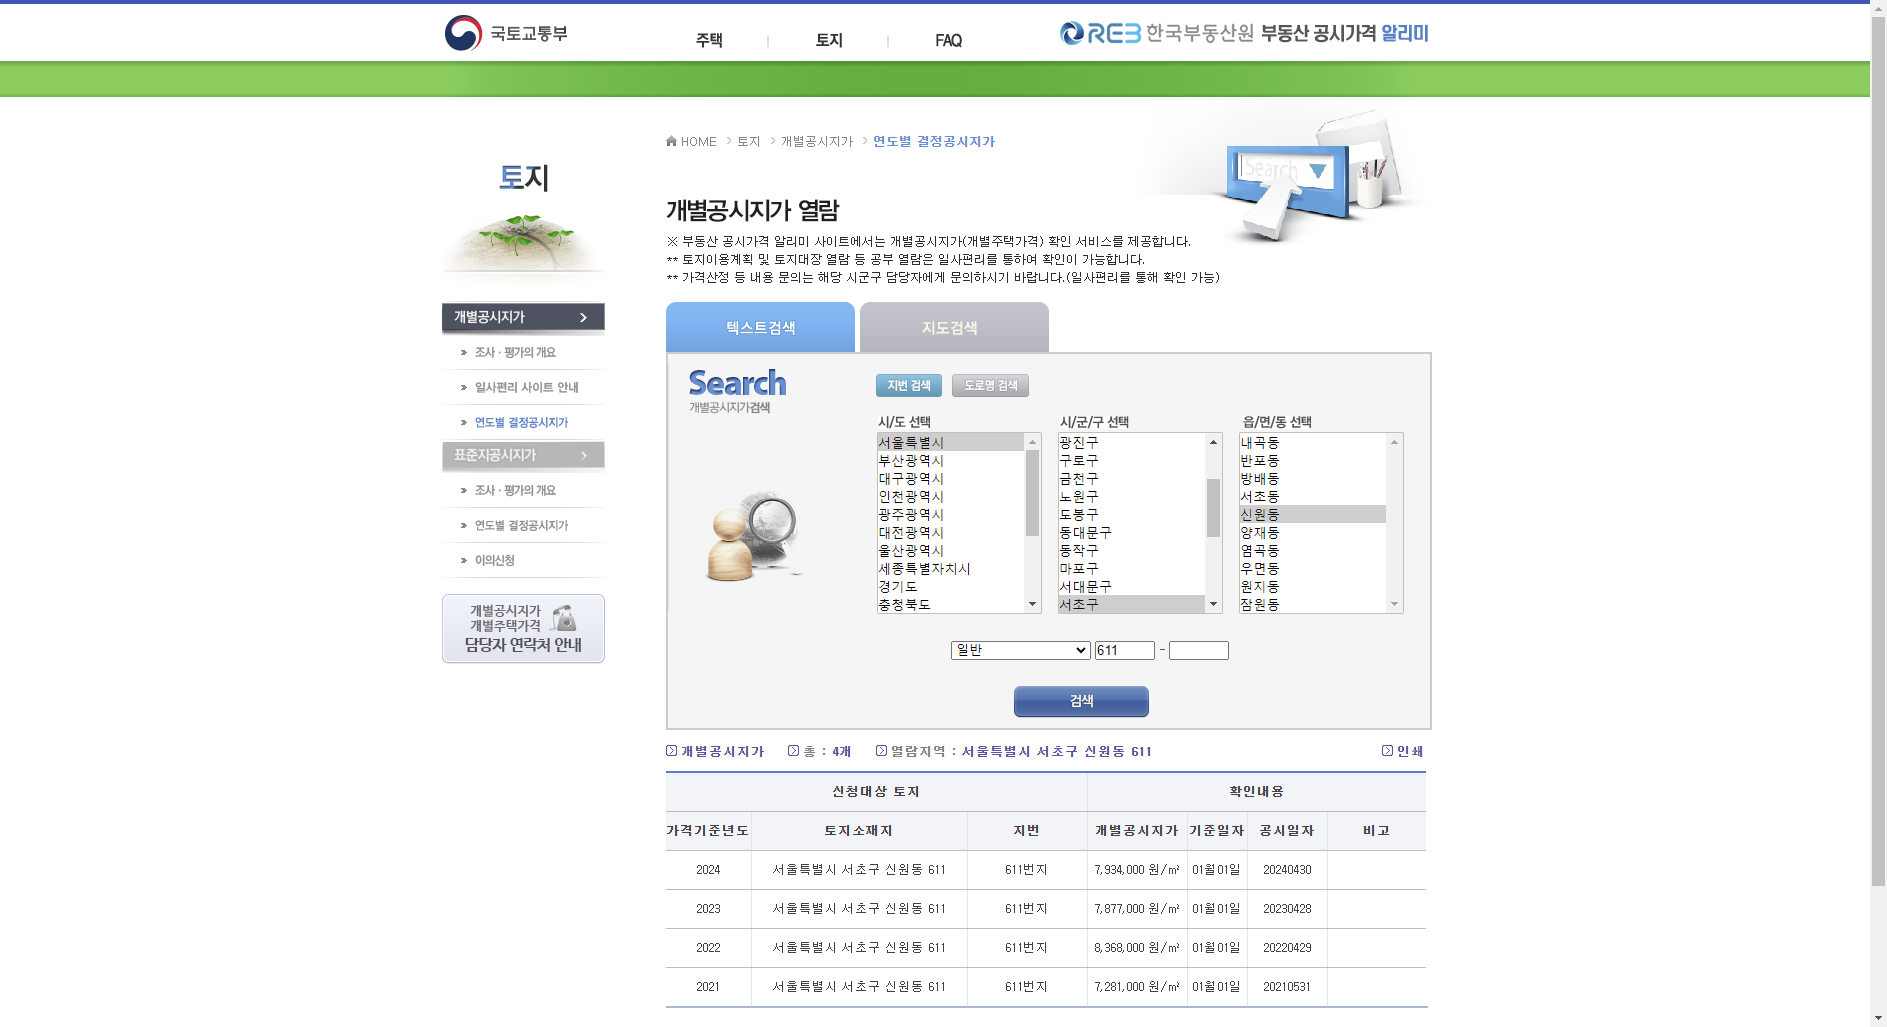 국토교통부
주택
토지
FAQ
REB 한국부동산원 부동산 공시가격 알리미
HOME > 토지 > 개별공시지가 > 연도별 결정공시지가
Search
토지
개별공시지가 열람
※ 부동산 공시가격 알리미 사이트에서는 개별공시지가(개별주택가격) 확인 서비스를 제공합니다.
** 토지이용계획 및 토지대장 열람 등 공부 열람은 일사편리를 통하여 확인이 가능합니다.
** 가격산정 등 내용 문의는 해당 시군구 담당자에게 문의하시기 바랍니다.(일사편리를 통해 확인 가능)
개별공시지가
» 조사 · 평가의 개요
» 일사편리 사이트 안내
» 연도별 결정공시지가
표준지공시지가
» 조사 · 평가의 개요
» 연도별 결정공시지가
» 이의신청
개별공시지가
개별주택가격
담당자 연락처 안내
텍스트검색
지도검색
Search
개별공시지가검색
지번 검색
도로명 검색
시/도 선택
서울특별시
부산광역시
대구광역시
인천광역시
광주광역시
대전광역시
울산광역시
세종특별자치시
경기도
충청북도
시/군/구 선택
광진구
구로구
금천구
노원구
도봉구
동대문구
동작구
마포구
서대문구
서초구
읍/면/동 선택
내곡동
반포동
방배동
서초동
신원동
양재동
염곡동
우면동
원지동
잠원동
일반 611 -
검색
개별공시지가 총 : 4개 열람지역 : 서울특별시 서초구 신원동 611 인쇄
신청대상 토지 확인내용
가격기준년도 토지소재지 지번 개별공시지가 기준일자 공시일자 비고
2024 서울특별시 서초구 신원동 611 611번지 7,934,000 원/㎡ 01월01일 20240430
2023 서울특별시 서초구 신원동 611 611번지 7,877,000 원/㎡ 01월01일 20230428
2022 서울특별시 서초구 신원동 611 611번지 8,368,000 원/㎡ 01월01일 20220429
2021 서울특별시 서초구 신원동 611 611번지 7,281,000 원/㎡ 01월01일 20210531